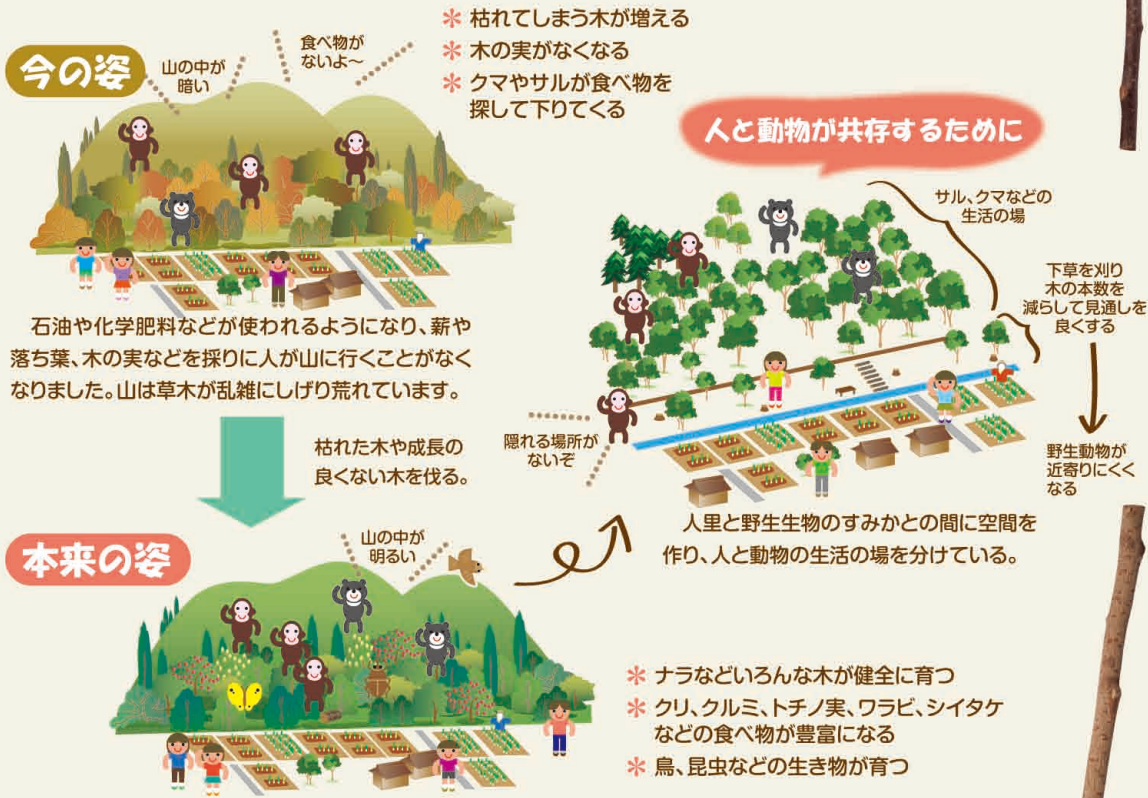 今の姿
山の中が
暗い
食べ物が
ないよ～
＊ 枯れてしまう木が増える
＊ 木の実がなくなる
＊ クマやサルが食べ物を
探して下りてくる
石油や化学肥料などが使われるようになり、薪や
落ち葉、木の実などを採りに人が山に行くことがなく
なりました。山は草木が乱雑にしげり荒れています。
枯れた木や成長の
良くない木を伐る。
本来の姿
山の中が
明るい
＊ ナラなどいろんな木が健全に育つ
＊ クリ、クルミ、トチノ実、ワラビ、シイタケ
などの食べ物が豊富になる
＊ 鳥、昆虫などの生き物が育つ
人と動物が共存するために
サル、クマなどの
生活の場
下草を刈り
木の本数を
減らして見通しを
良くする
野生動物が
近寄りにくく
なる
隠れる場所が
ないぞ
人里と野生生物のすみかとの間に空間を
作り、人と動物の生活の場を分けている。